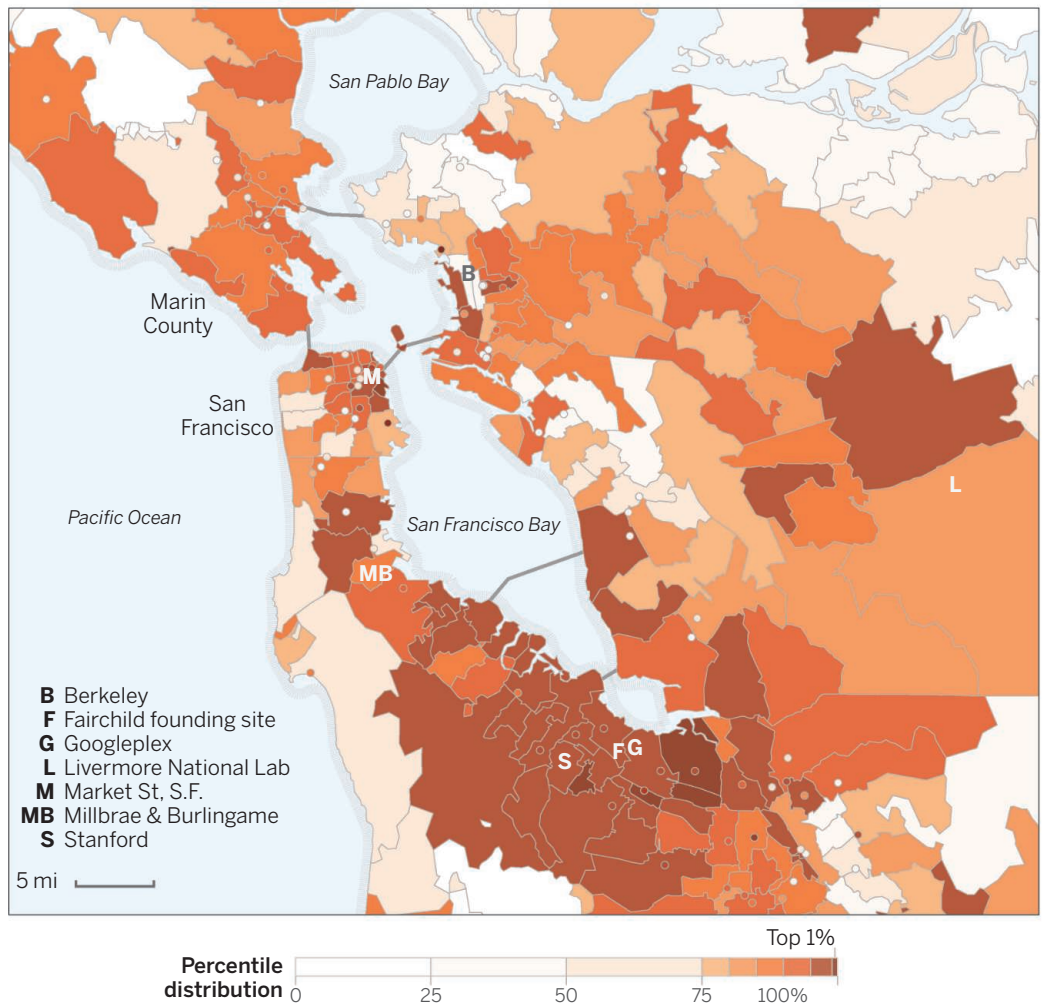 San Pablo Bay
B
Marin
County
M
San
Francisco
L
Pacific Ocean
San Francisco Bay
MB
S
F
G
B Berkeley
F Fairchild founding site
G Googleplex
L Livermore National Lab
M Market St, S.F.
MB Millbrae & Burlingame
S Stanford
5 mi
Top 1%
Percentile
distribution
0 25 50 75 100%